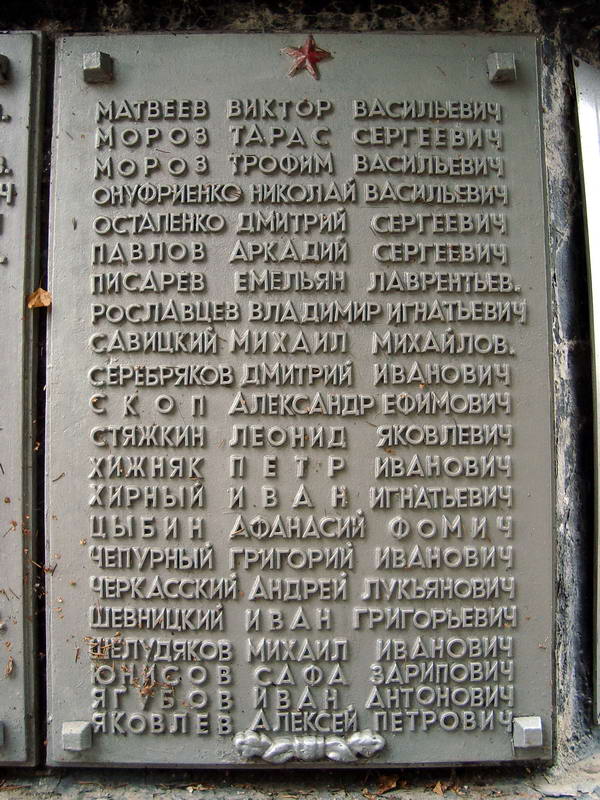 МАТВЕЕВ ВИКТОР ВАСИЛЬЕВИЧ
МОРОЗ ТАРАС СЕРГЕЕВИЧ
МОРОЗ ТРОФИМ ВАСИЛЬЕВИЧ
ОНУФРИЕНКО НИКОЛАЙ ВАСИЛЬЕВИЧ
ОСТАПЕНКО ДМИТРИЙ СЕРГЕЕВИЧ
ПАВЛОВ АРКАДИЙ СЕРГЕЕВИЧ
ПИСАРЕВ ЕМЕЛЬЯН ЛАВРЕНТЬЕВ.
РОСЛАВЦЕВ ВЛАДИМИР ИГНАТЬЕВИЧ
САВИЦКИЙ МИХАИЛ МИХАЙЛОВ.
СЕРЕБРЯКОВ ДМИТРИЙ ИВАНОВИЧ
СКОП АЛЕКСАНДР ЕФИМОВИЧ
СТЯЖКИН ЛЕОНИД ЯКОВЛЕВИЧ
ХИЖНЯК ПЕТР ИВАНОВИЧ
ХИРНЫЙ ИВАН ИГНАТЬЕВИЧ
ЦЫБИН АФАНАСИЙ ФОМИЧ
ЧЕПУРНЫЙ ГРИГОРИЙ ИВАНОВИЧ
ЧЕРКАССКИЙ АНДРЕЙ ЛУКЬЯНОВИЧ
ШЕВНИЦКИЙ ИВАН ГРИГОРЬЕВИЧ
ШЕЛУДЯКОВ МИХАИЛ ИВАНОВИЧ
ЮНИСОВ САФА ЗАРИПОВИЧ
ЯГУБОВ ИВАН АНТОНОВИЧ
ЯКОВЛЕВ АЛЕКСЕЙ ПЕТРОВИЧ